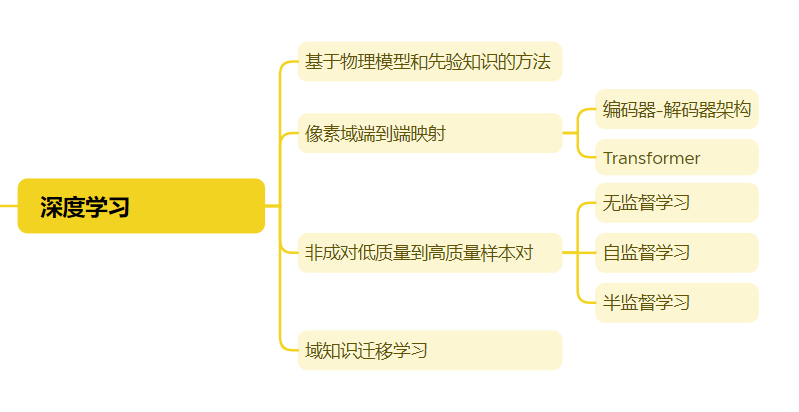 深度学习
基于物理模型和先验知识的方法
像素域端到端映射
编码器-解码器架构
Transformer
非成对低质量到高质量样本对
无监督学习
自监督学习
半监督学习
域知识迁移学习